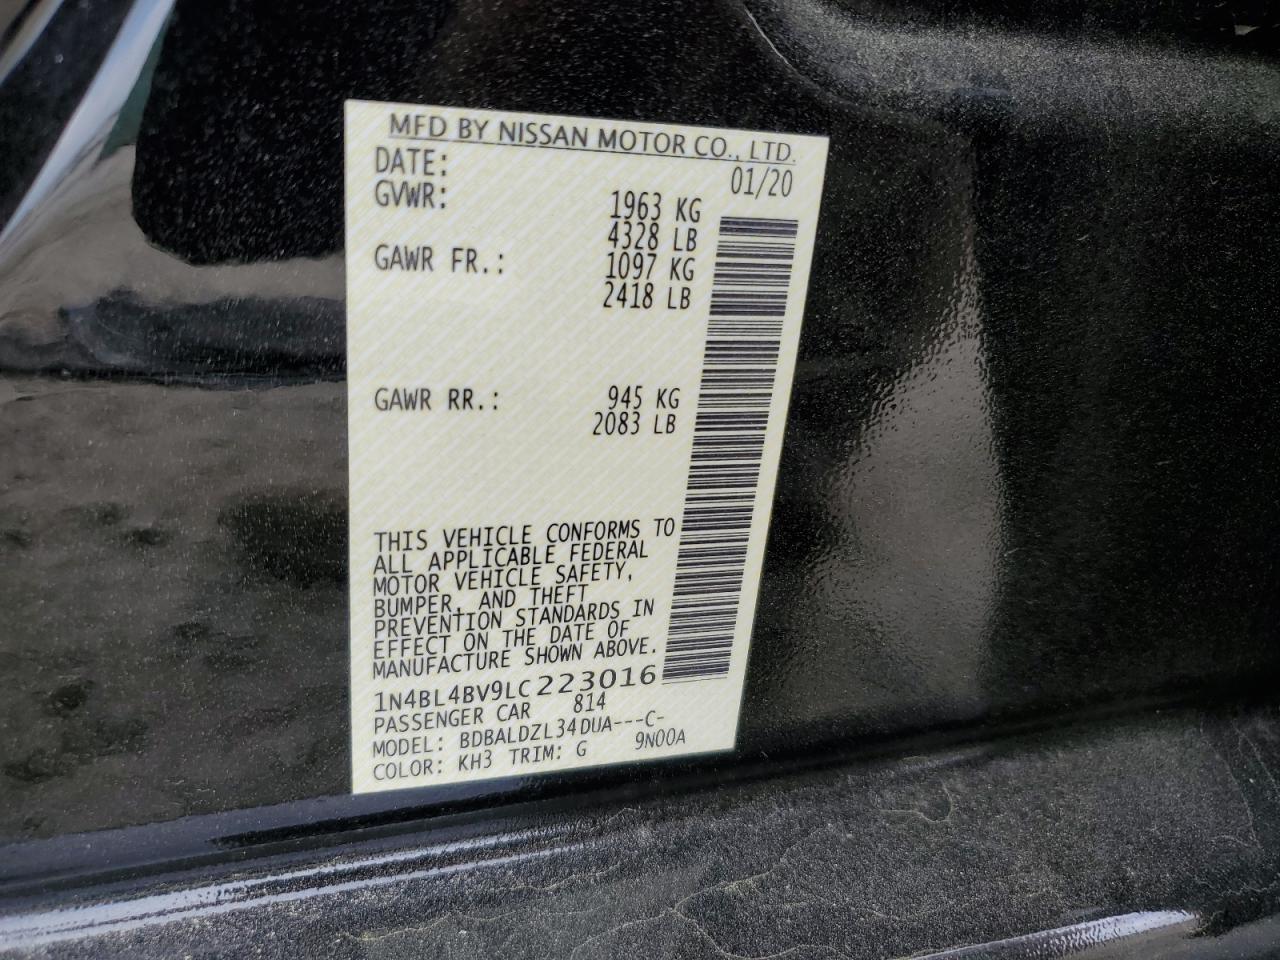 MFD BY NISSAN MOTOR CO., LTD.
DATE: 01/20
GVWR: 1963 KG
4328 LB
GAWR FR.: 1097 KG
2418 LB
GAWR RR.: 945 KG
2083 LB
THIS VEHICLE CONFORMS TO
ALL APPLICABLE FEDERAL
MOTOR VEHICLE SAFETY,
BUMPER, AND THEFT
PREVENTION STANDARDS IN
EFFECT ON THE DATE OF
MANUFACTURE SHOWN ABOVE.
1N4BL4BV9LC223016
PASSENGER CAR 814
MODEL: BDBALDZL34DUA---C-
COLOR: KH3 TRIM: G 9N00A